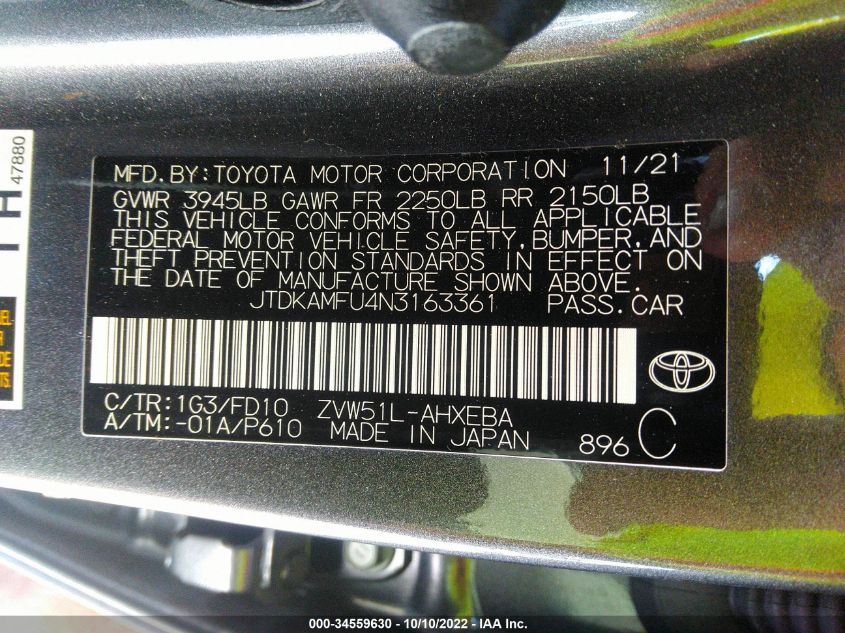 MFD.BY:TOYOTA MOTOR CORPORATION 11/21
GVWR 3945LB GAWR FR 2250LB RR 2150LB
THIS VEHICLE CONFORMS TO ALL APPLICABLE
FEDERAL MOTOR VEHICLE SAFETY,BUMPER,AND
THEFT PREVENTION STANDARDS IN EFFECT ON
THE DATE OF MANUFACTURE SHOWN ABOVE.
JTDKAMFU4N3163361 PASS.CAR
C/TR:1G3/FD10 ZVW51L-AHXEBA
A/TM:-01A/P610 MADE IN JAPAN 896 C
47880
000-34559630 - 10/10/2022 - IAA Inc.